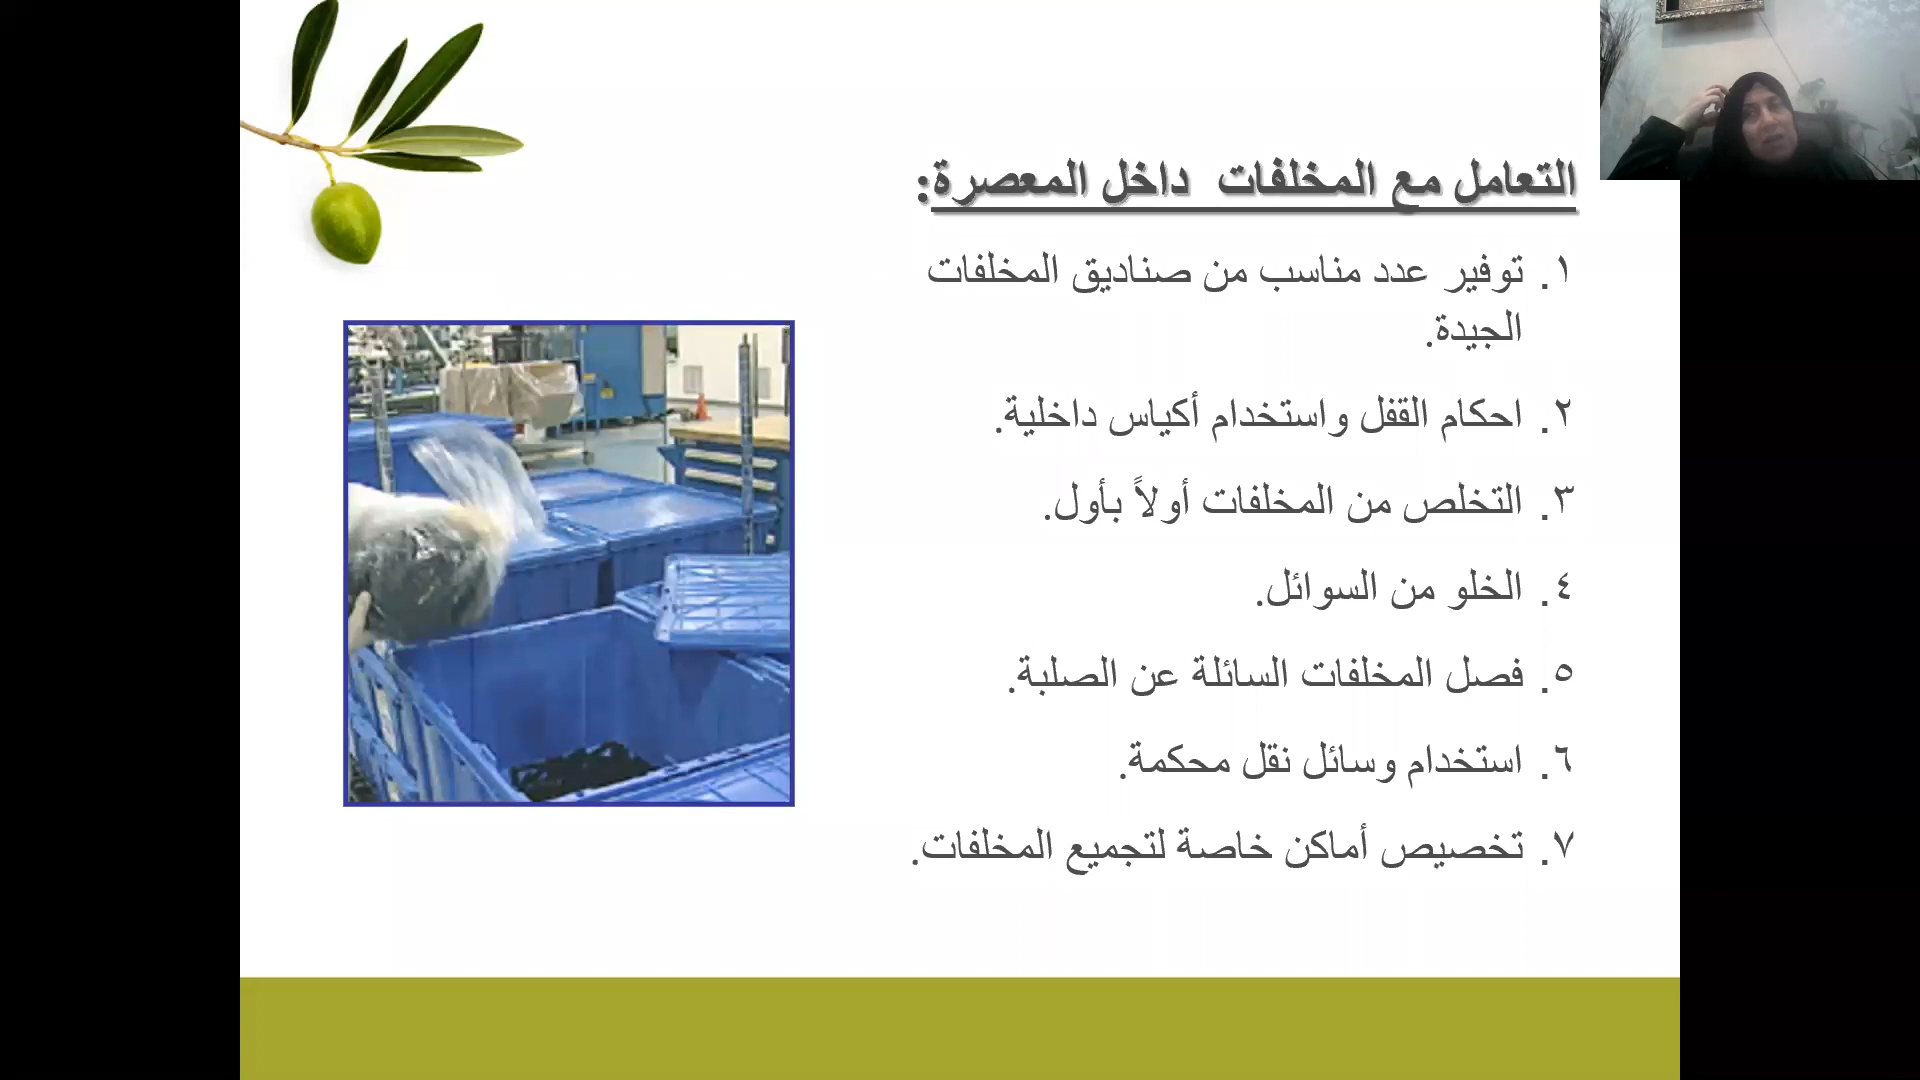 التعامل مع المخلفات داخل المعصرة:
١. توفير عدد مناسب من صناديق المخلفات
الجيدة.
٢. احكام القفل واستخدام أكياس داخلية.
٣. التخلص من المخلفات أولاً بأول.
٤. الخلو من السوائل.
٥. فصل المخلفات السائلة عن الصلبة.
٦. استخدام وسائل نقل محكمة.
٧. تخصيص أماكن خاصة لتجميع المخلفات.